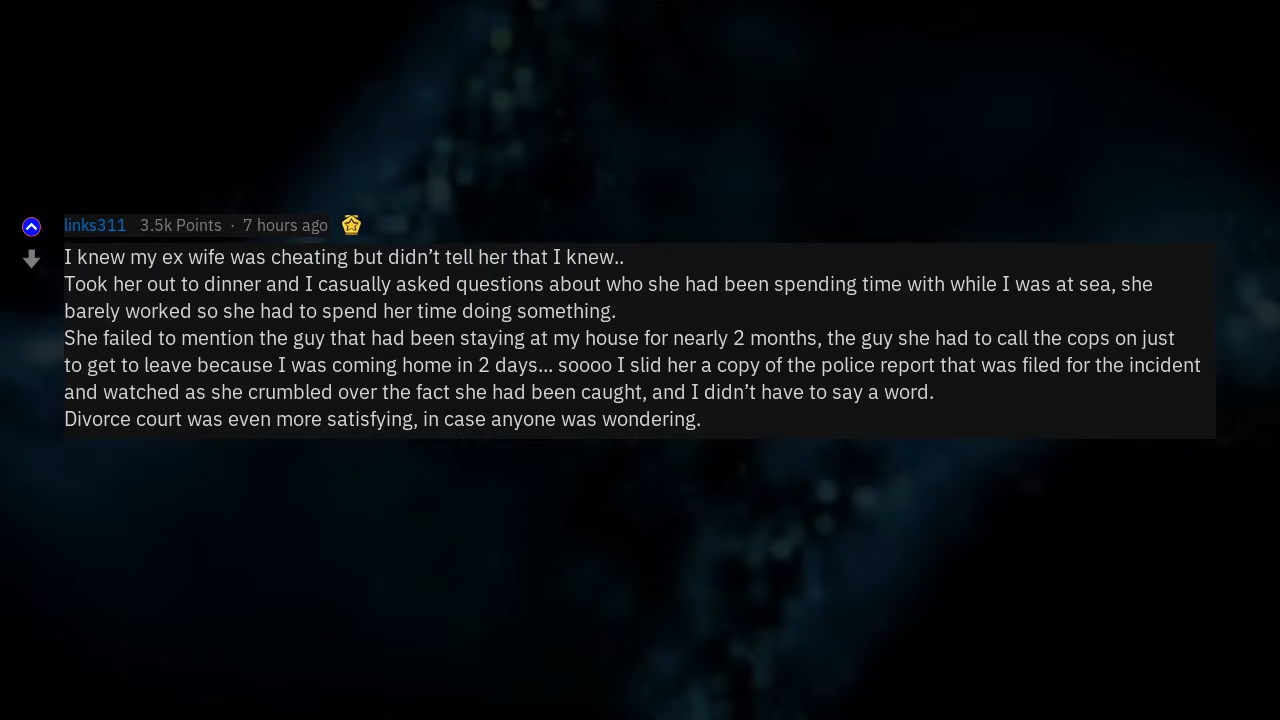 links311 3.5k Points · 7 hours ago
I knew my ex wife was cheating but didn’t tell her that I knew..
Took her out to dinner and I casually asked questions about who she had been spending time with while I was at sea, she
barely worked so she had to spend her time doing something.
She failed to mention the guy that had been staying at my house for nearly 2 months, the guy she had to call the cops on just
to get to leave because I was coming home in 2 days... soooo I slid her a copy of the police report that was filed for the incident
and watched as she crumbled over the fact she had been caught, and I didn’t have to say a word.
Divorce court was even more satisfying, in case anyone was wondering.